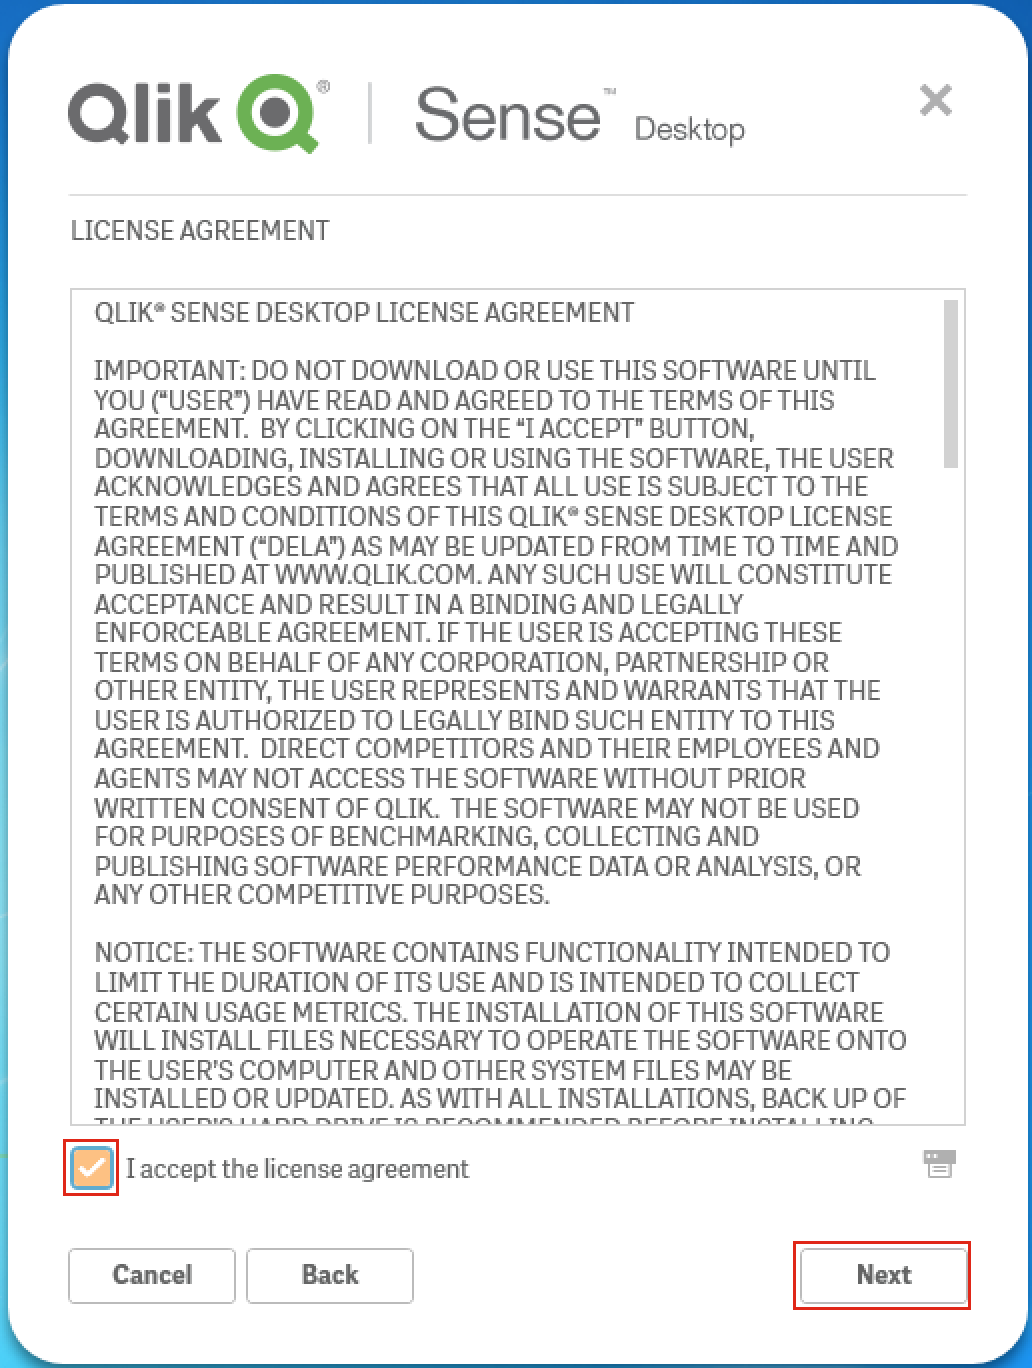 Qlik® Sense™ Desktop
LICENSE AGREEMENT
QLIK® SENSE DESKTOP LICENSE AGREEMENT
IMPORTANT: DO NOT DOWNLOAD OR USE THIS SOFTWARE UNTIL
YOU (“USER”) HAVE READ AND AGREED TO THE TERMS OF THIS
AGREEMENT.  BY CLICKING ON THE “I ACCEPT” BUTTON,
DOWNLOADING, INSTALLING OR USING THE SOFTWARE, THE USER
ACKNOWLEDGES AND AGREES THAT ALL USE IS SUBJECT TO THE
TERMS AND CONDITIONS OF THIS QLIK® SENSE DESKTOP LICENSE
AGREEMENT (“DELA”) AS MAY BE UPDATED FROM TIME TO TIME AND
PUBLISHED AT WWW.QLIK.COM. ANY SUCH USE WILL CONSTITUTE
ACCEPTANCE AND RESULT IN A BINDING AND LEGALLY
ENFORCEABLE AGREEMENT. IF THE USER IS ACCEPTING THESE
TERMS ON BEHALF OF ANY CORPORATION, PARTNERSHIP OR
OTHER ENTITY, THE USER REPRESENTS AND WARRANTS THAT THE
USER IS AUTHORIZED TO LEGALLY BIND SUCH ENTITY TO THIS
AGREEMENT.  DIRECT COMPETITORS AND THEIR EMPLOYEES AND
AGENTS MAY NOT ACCESS THE SOFTWARE WITHOUT PRIOR
WRITTEN CONSENT OF QLIK.  THE SOFTWARE MAY NOT BE USED
FOR PURPOSES OF BENCHMARKING, COLLECTING AND
PUBLISHING SOFTWARE PERFORMANCE DATA OR ANALYSIS, OR
ANY OTHER COMPETITIVE PURPOSES.
NOTICE: THE SOFTWARE CONTAINS FUNCTIONALITY INTENDED TO
LIMIT THE DURATION OF ITS USE AND IS INTENDED TO COLLECT
CERTAIN USAGE METRICS. THE INSTALLATION OF THIS SOFTWARE
WILL INSTALL FILES NECESSARY TO OPERATE THE SOFTWARE ONTO
THE USER'S COMPUTER AND OTHER SYSTEM FILES MAY BE
INSTALLED OR UPDATED. AS WITH ALL INSTALLATIONS, BACK UP OF
THE USER'S HARD DRIVE IS RECOMMENDED BEFORE INSTALLING
I accept the license agreement
Cancel Back Next